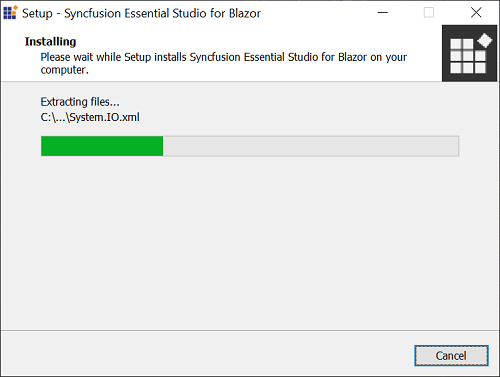 Setup - Syncfusion Essential Studio for Blazor
Installing
Please wait while Setup installs Syncfusion Essential Studio for Blazor on your
computer.
Extracting files...
C:\...\System.IO.xml
Cancel